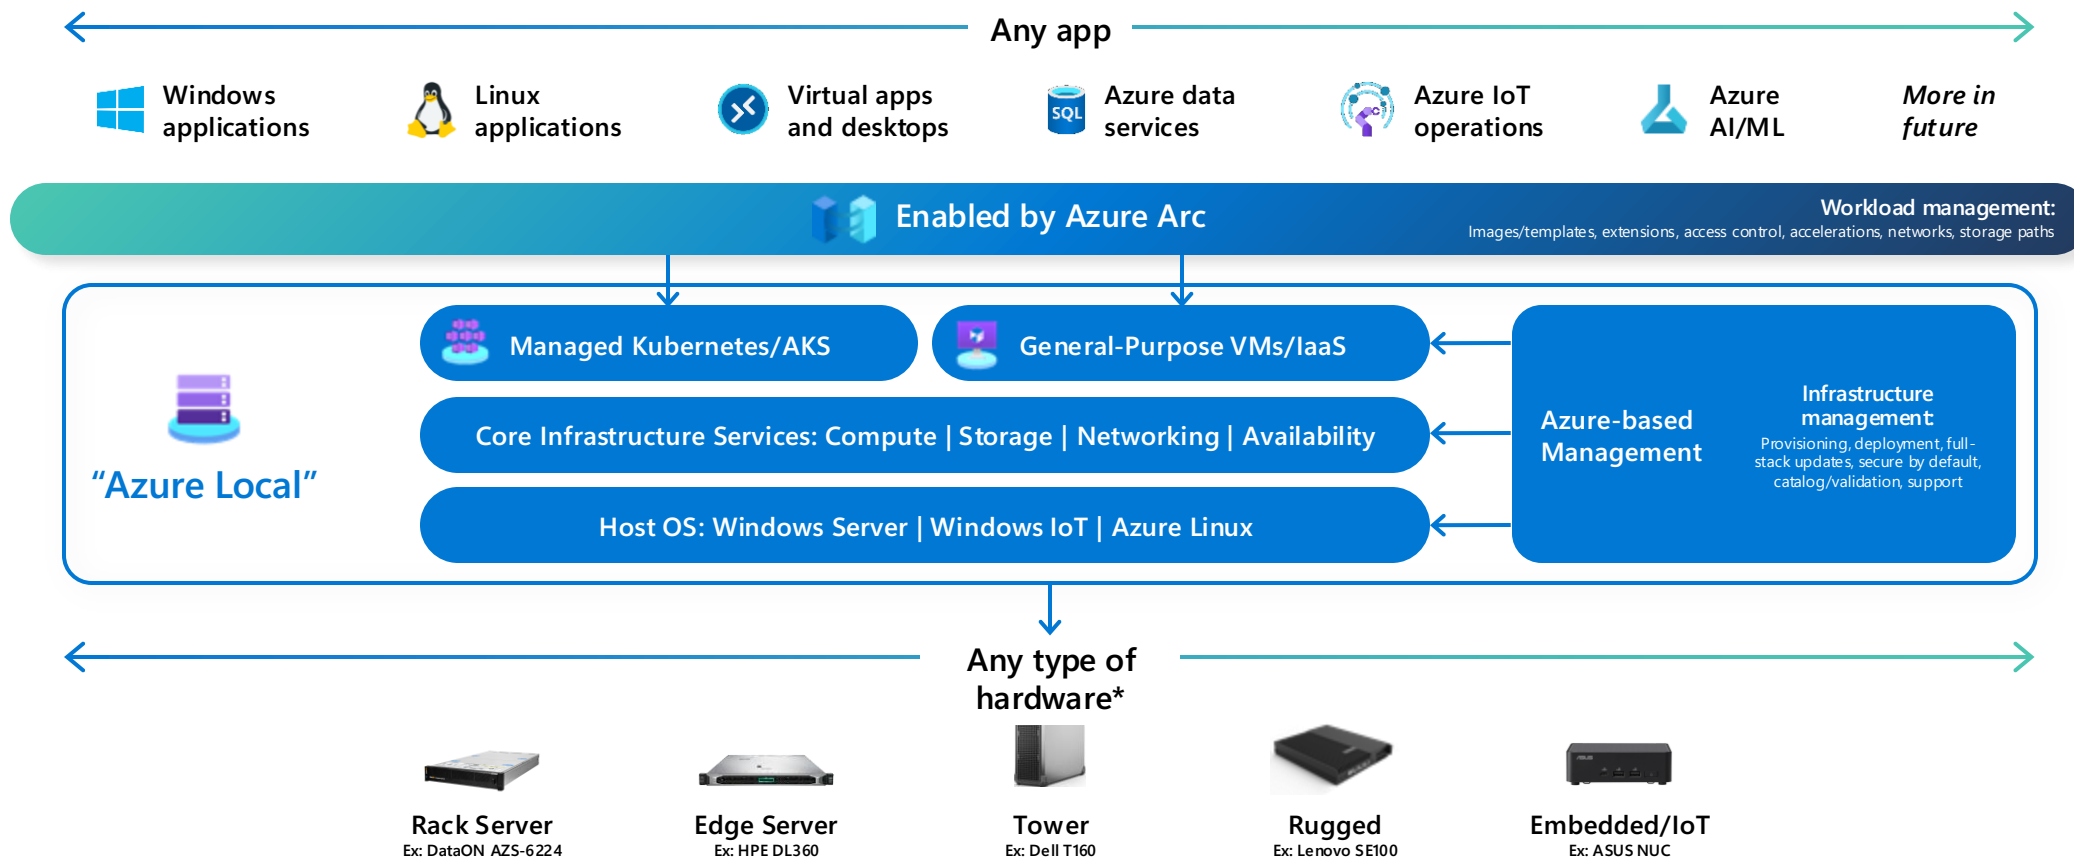 Any app
Windows
applications
Linux
applications
Virtual apps
and desktops
SQL
Azure data
services
Azure IoT
operations
Azure
AI/ML
More in
future
Enabled by Azure Arc
Workload management:
Images/templates, extensions, access control, accelerations, networks, storage paths
Managed Kubernetes/AKS
General-Purpose VMs/IaaS
“Azure Local”
Core Infrastructure Services: Compute | Storage | Networking | Availability
Host OS: Windows Server | Windows IoT | Azure Linux
Azure-based
Management
Infrastructure
management:
Provisioning, deployment, full-
stack updates, secure by default,
catalog/validation, support
Any type of
hardware*
ASUS
Rack Server
Ex: DataON AZS-6224
Edge Server
Ex: HPE DL360
Tower
Ex: Dell T160
Rugged
Ex: Lenovo SE100
Embedded/IoT
Ex: ASUS NUC